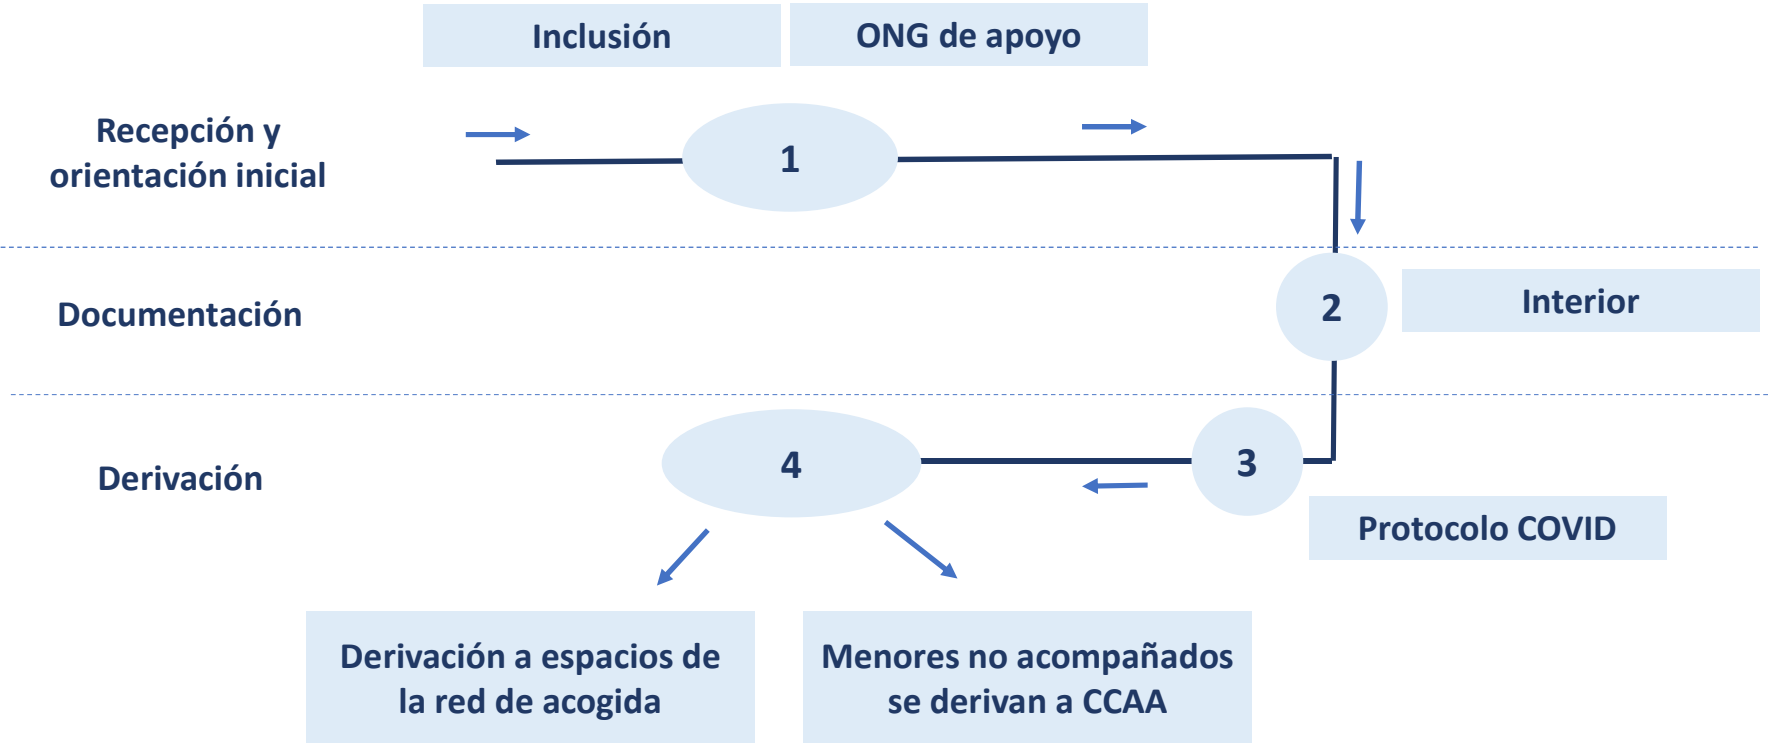 Inclusión
ONG de apoyo
Recepción y
orientación inicial
1
Documentación
2
Interior
Derivación
4
3
Protocolo COVID
Derivación a espacios de
la red de acogida
Menores no acompañados
se derivan a CCAA